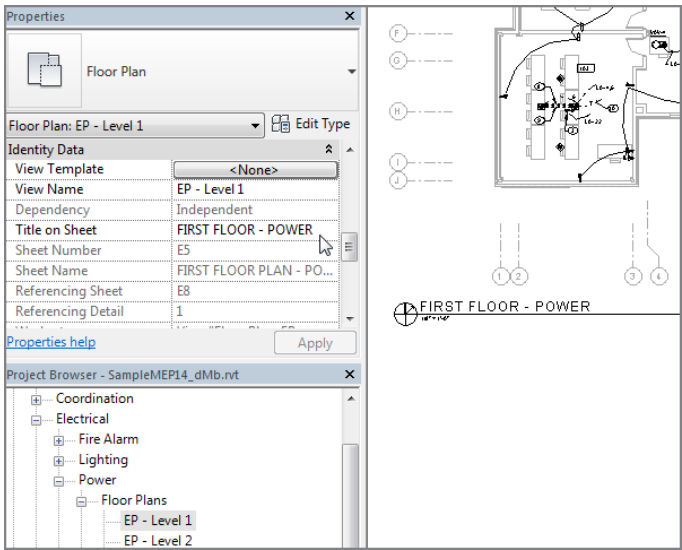 Properties
Floor Plan
Floor Plan: EP - Level 1
Edit Type
Identity Data
View Template
<None>
View Name
EP - Level 1
Dependency
Independent
Title on Sheet
FIRST FLOOR - POWER
Sheet Number
E5
Sheet Name
FIRST FLOOR PLAN - PO...
Referencing Sheet
E8
Referencing Detail
1
Properties help
Apply
Project Browser - SampleMEP14_dMb.rvt
Coordination
Electrical
Fire Alarm
Lighting
Power
Floor Plans
EP - Level 1
EP - Level 2
F
G
H
I
J
1
2
3
4
FIRST FLOOR - POWER